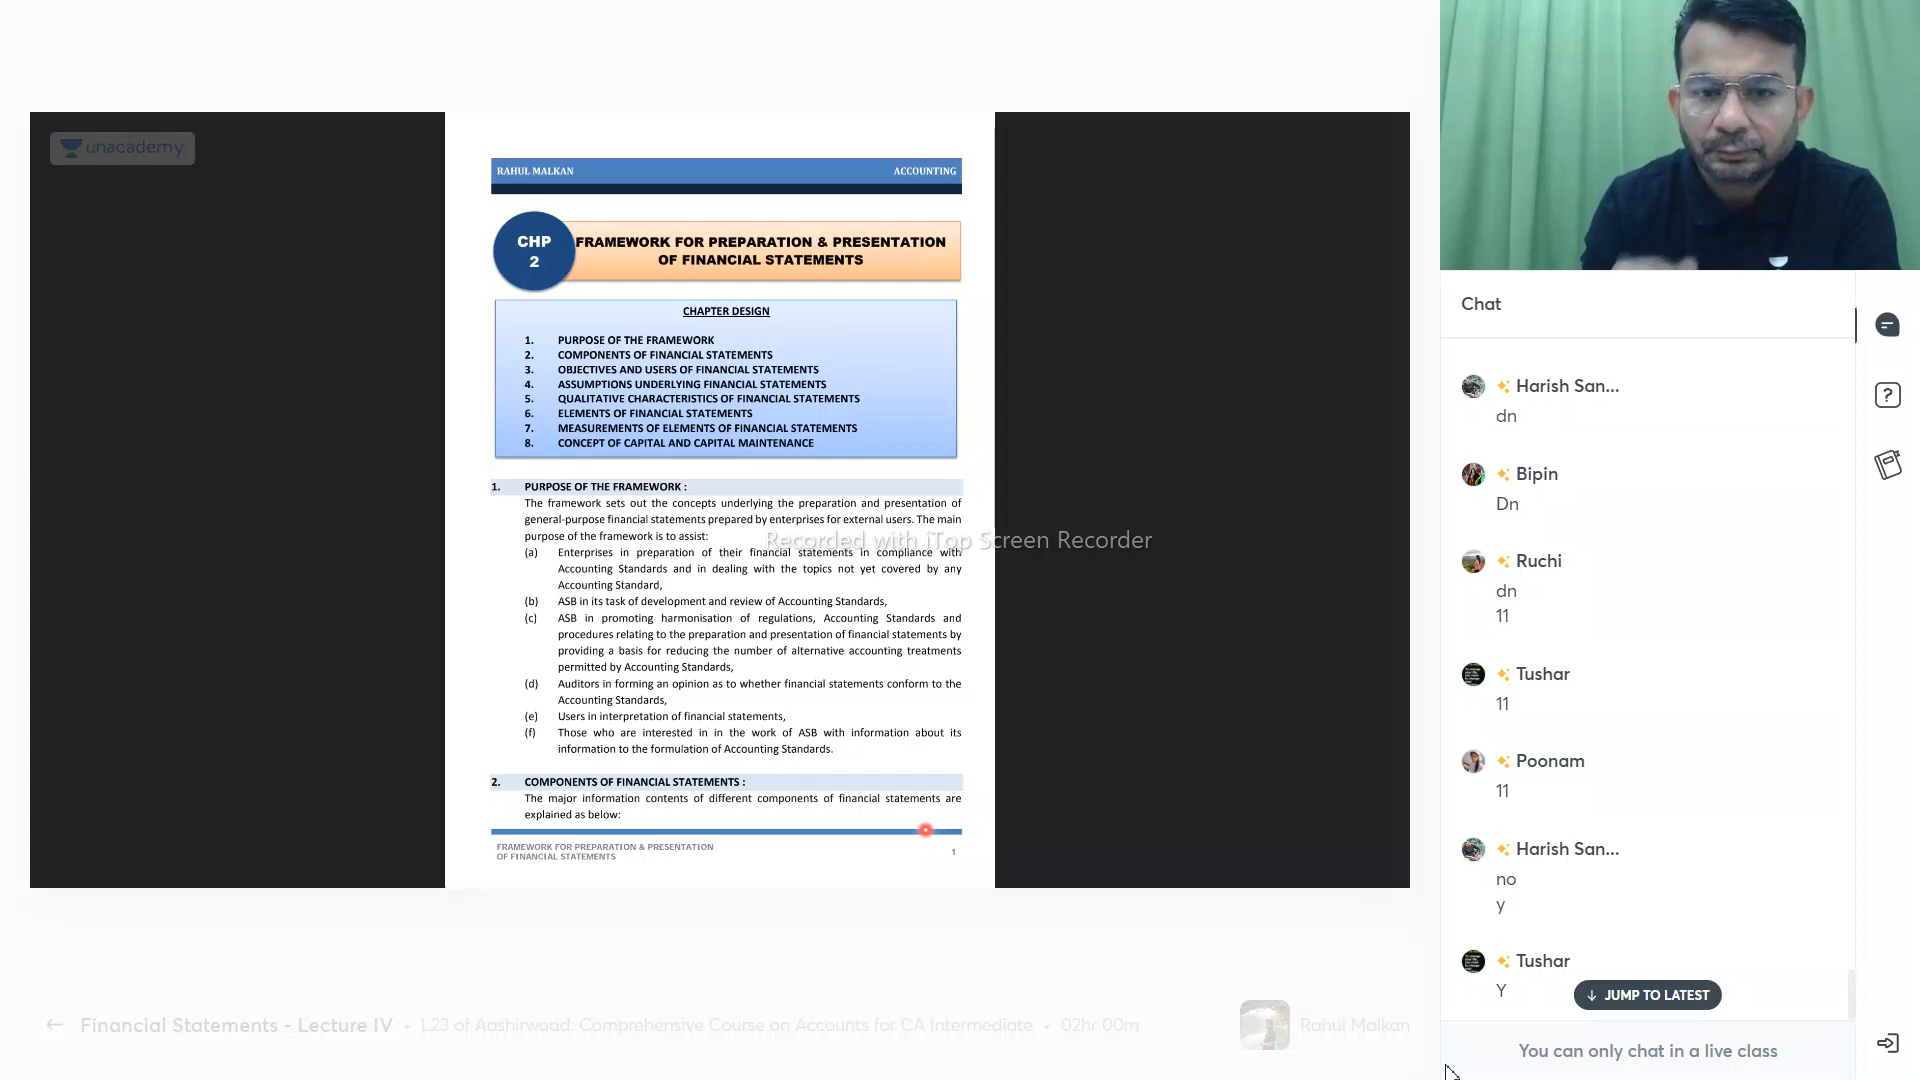 unacademy
RAHUL MALKAN ACCOUNTING
CHP
2
FRAMEWORK FOR PREPARATION & PRESENTATION
OF FINANCIAL STATEMENTS
CHAPTER DESIGN
1. PURPOSE OF THE FRAMEWORK
2. COMPONENTS OF FINANCIAL STATEMENTS
3. OBJECTIVES AND USERS OF FINANCIAL STATEMENTS
4. ASSUMPTIONS UNDERLYING FINANCIAL STATEMENTS
5. QUALITATIVE CHARACTERISTICS OF FINANCIAL STATEMENTS
6. ELEMENTS OF FINANCIAL STATEMENTS
7. MEASUREMENTS OF ELEMENTS OF FINANCIAL STATEMENTS
8. CONCEPT OF CAPITAL AND CAPITAL MAINTENANCE
1. PURPOSE OF THE FRAMEWORK :
The framework sets out the concepts underlying the preparation and presentation of
general-purpose financial statements prepared by enterprises for external users. The main
purpose of the framework is to assist:
(a) Enterprises in preparation of their financial statements in compliance with
Accounting Standards and in dealing with the topics not yet covered by any
Accounting Standard,
(b) ASB in its task of development and review of Accounting Standards,
(c) ASB in promoting harmonisation of regulations, Accounting Standards and
procedures relating to the preparation and presentation of financial statements by
providing a basis for reducing the number of alternative accounting treatments
permitted by Accounting Standards,
(d) Auditors in forming an opinion as to whether financial statements conform to the
Accounting Standards,
(e) Users in interpretation of financial statements,
(f) Those who are interested in in the work of ASB with information about its
information to the formulation of Accounting Standards.
2. COMPONENTS OF FINANCIAL STATEMENTS :
The major information contents of different components of financial statements are
explained as below:
FRAMEWORK FOR PREPARATION & PRESENTATION
OF FINANCIAL STATEMENTS
1
Recorded with iTop Screen Recorder
Financial Statements - Lecture IV • L23 of Aashirwaad: Comprehensive Course on Accounts for CA Intermediate • 02hr 00m
Rahul Malkan
Chat
Harish San...
dn
Bipin
Dn
Ruchi
dn
11
Tushar
11
Poonam
11
Harish San...
no
y
Tushar
Y
JUMP TO LATEST
You can only chat in a live class